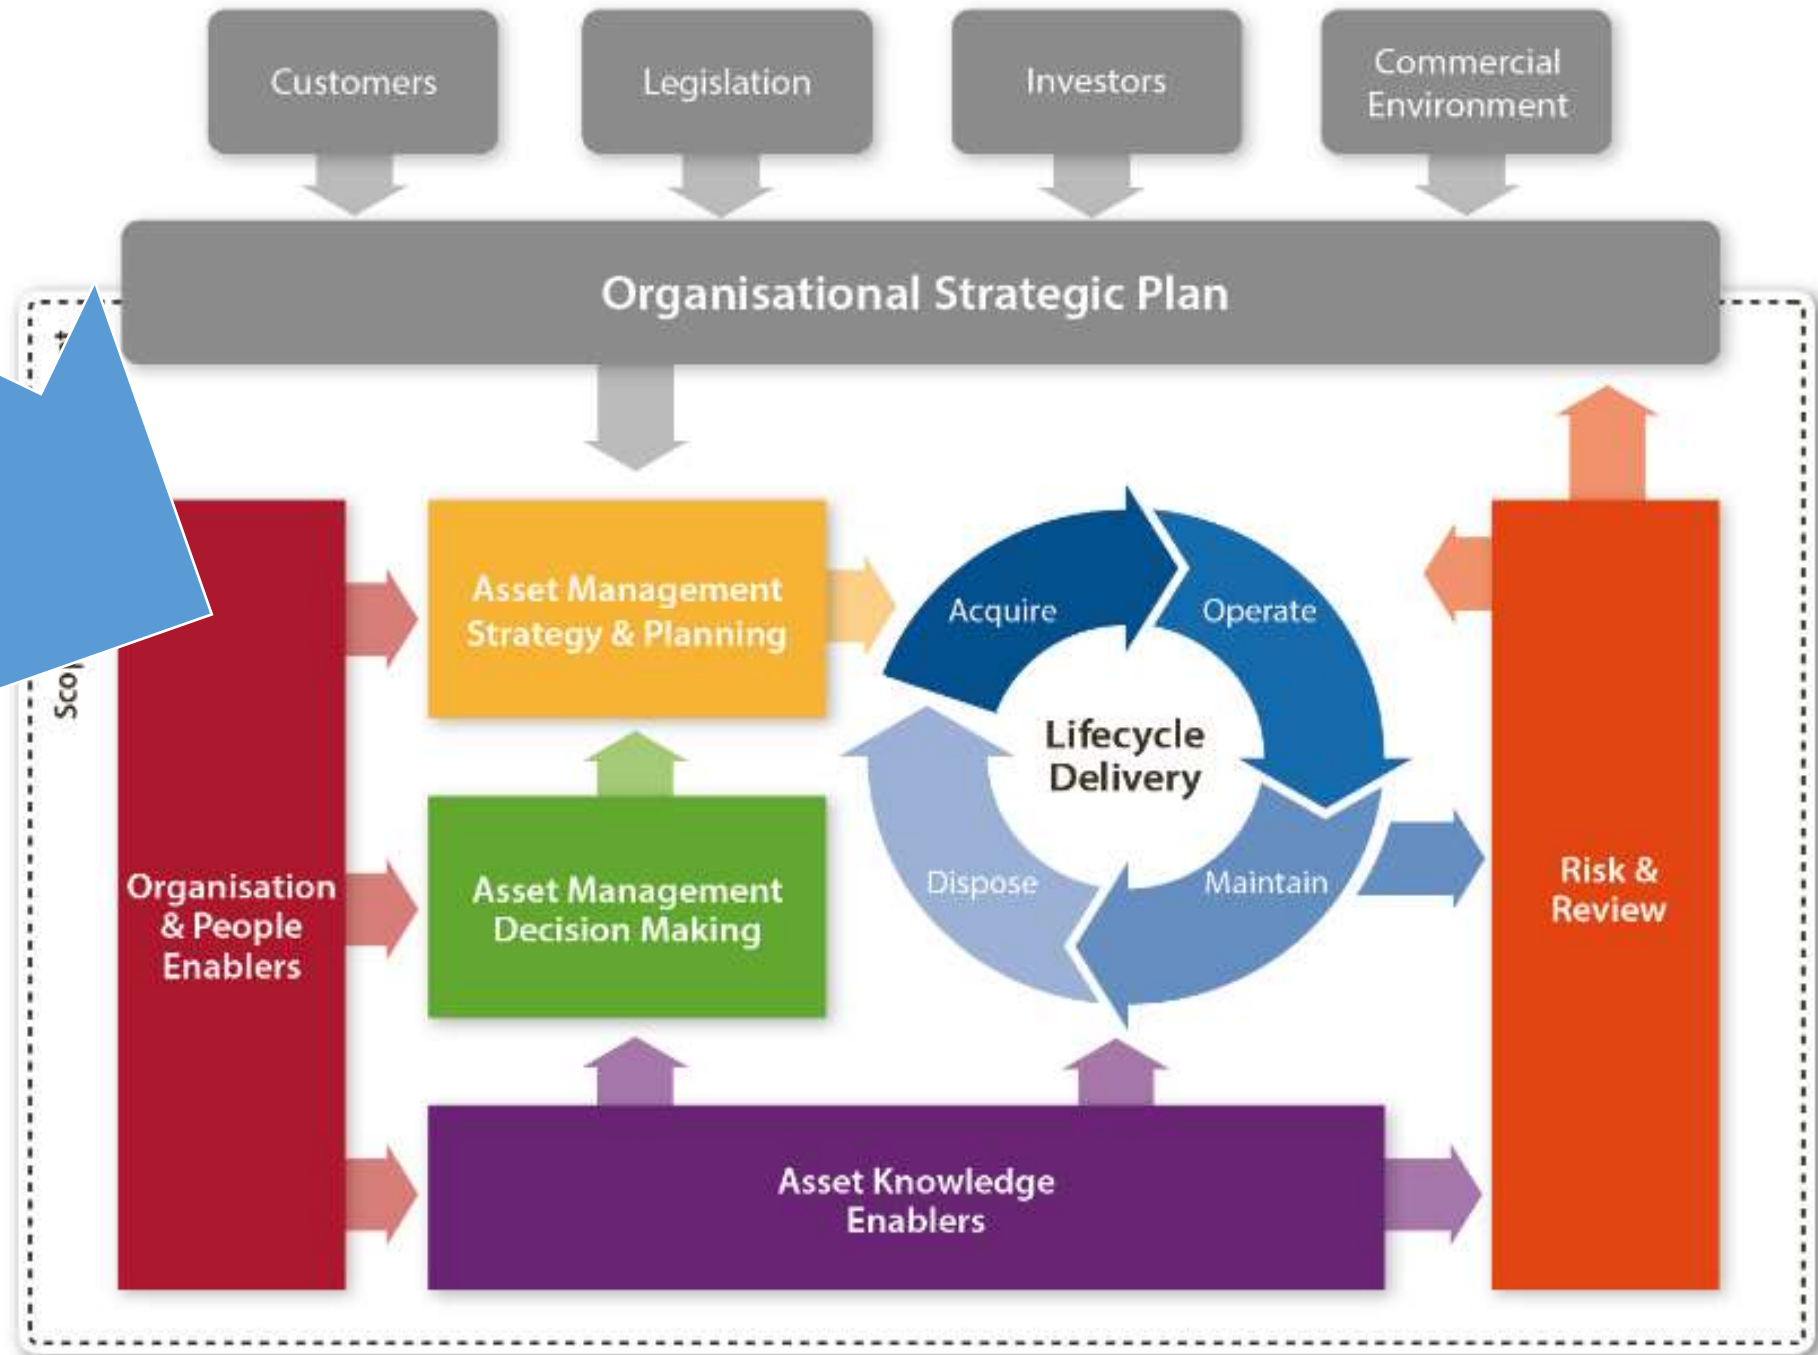 Customers
Legislation
Investors
Commercial
Environment
Organisational Strategic Plan
Asset Management
Strategy & Planning
Acquire
Operate
Lifecycle
Delivery
Dispose
Maintain
Organisation
& People
Enablers
Asset Management
Decision Making
Risk &
Review
Asset Knowledge
Enablers